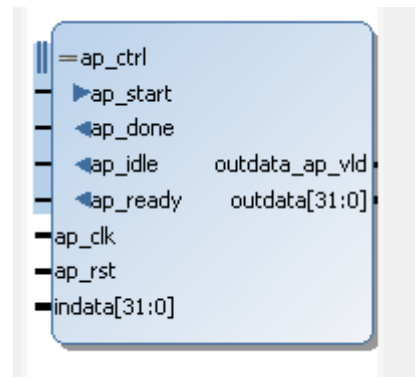 ap_ctrl
ap_start
ap_done
ap_idle outdata_ap_vld
ap_ready outdata[31:0]
ap_clk
ap_rst
indata[31:0]